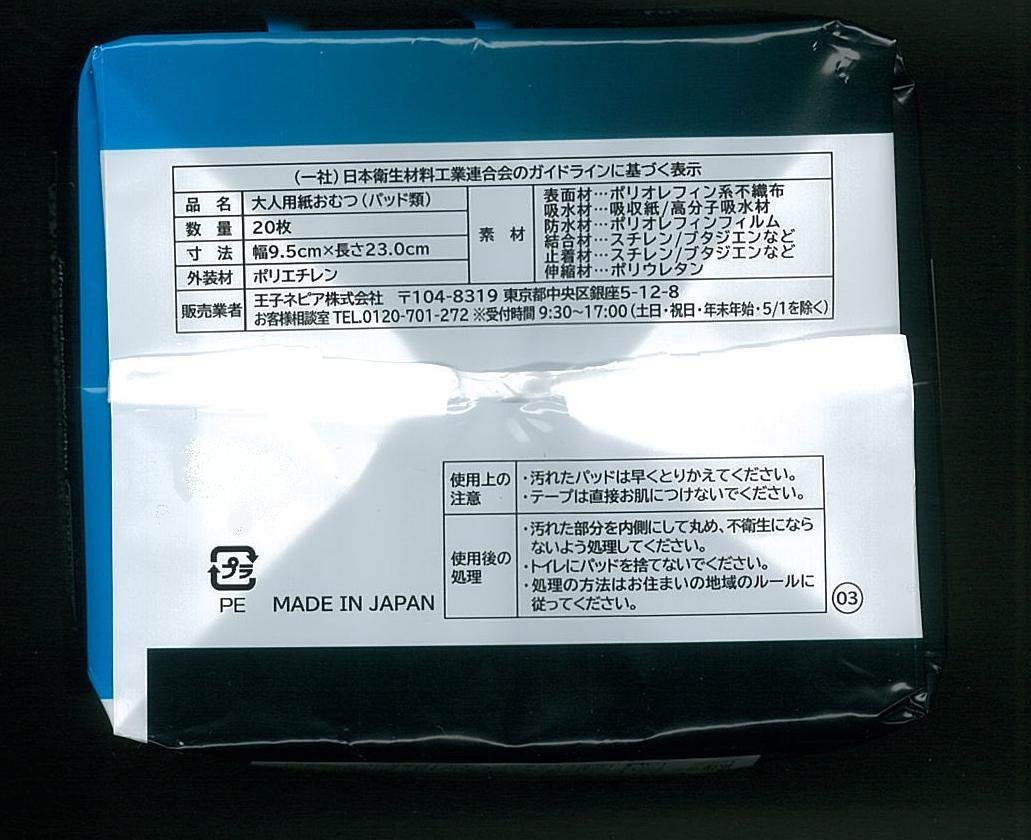 (一社)日本衛生材料工業連合会のガイドラインに基づく表示
品 名 大人用紙おむつ(パッド類)
数 量 20枚
寸 法 幅9.5cm×長さ23.0cm
外装材 ポリエチレン
素 材
表面材…ポリオレフィン系不織布
吸水材…吸収紙/高分子吸水材
防水材…ポリオレフィンフィルム
結合材…スチレン/ブタジエンなど
止着材…スチレン/ブタジエンなど
伸縮材…ポリウレタン
販売業者
王子ネピア株式会社 〒104-8319 東京都中央区銀座5-12-8
お客様相談室 TEL.0120-701-272 ※受付時間 9:30~17:00(土日・祝日・年末年始・5/1を除く)
使用上の
注意
・汚れたパッドは早くとりかえてください。
・テープは直接お肌につけないでください。
使用後の
処理
・汚れた部分を内側にして丸め、不衛生になら
ないよう処理してください。
・トイレにパッドを捨てないでください。
・処理の方法はお住まいの地域のルールに
従ってください。
プラ
PE
MADE IN JAPAN
03